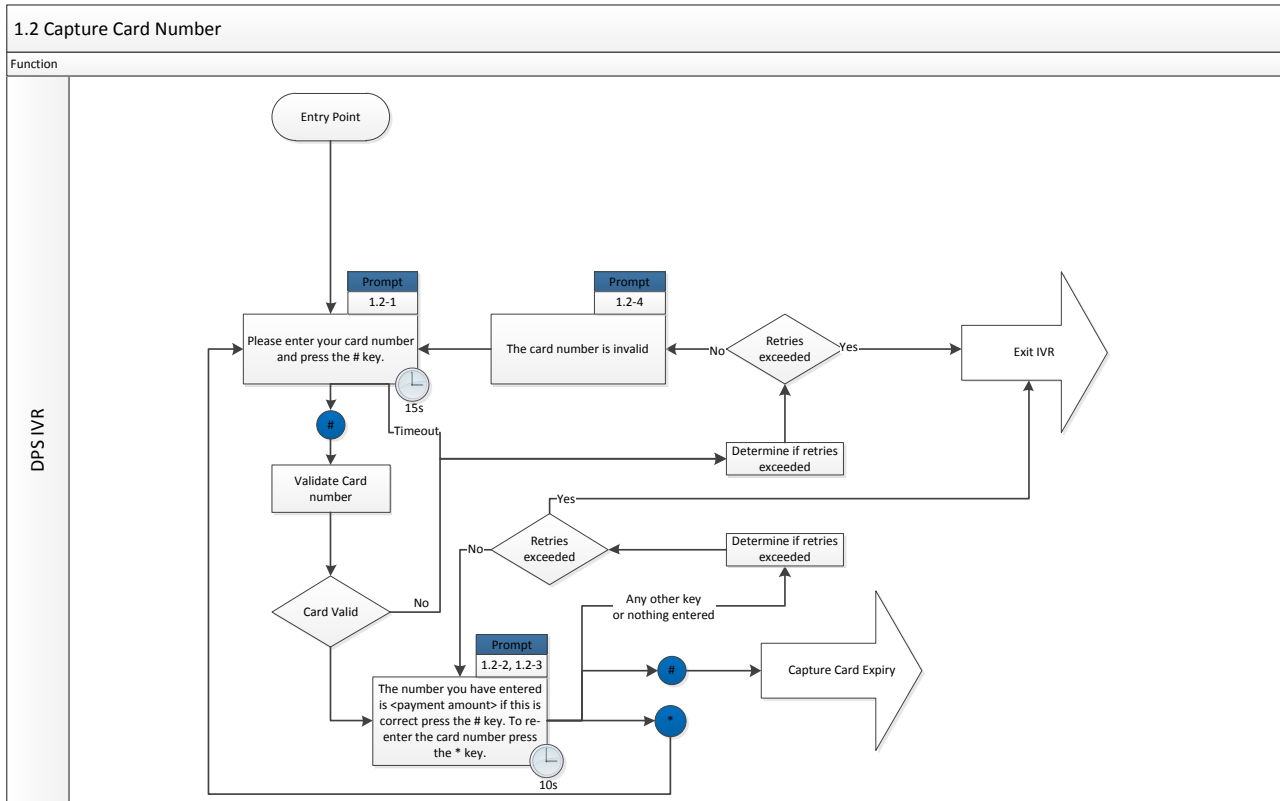 1.2 Capture Card Number
Function
DPS IVR
Entry Point
Prompt
1.2-1
Please enter your card number
and press the # key.
15s
Prompt
1.2-4
The card number is invalid
No
Retries
exceeded
Yes
Exit IVR
#
Timeout
Determine if retries
exceeded
Validate Card
number
Yes
Retries
exceeded
No
Determine if retries
exceeded
Card Valid
No
Any other key
or nothing entered
Prompt
1.2-2, 1.2-3
The number you have entered
is <payment amount> if this is
correct press the # key. To re-
enter the card number press
the * key.
10s
#
Capture Card Expiry
*